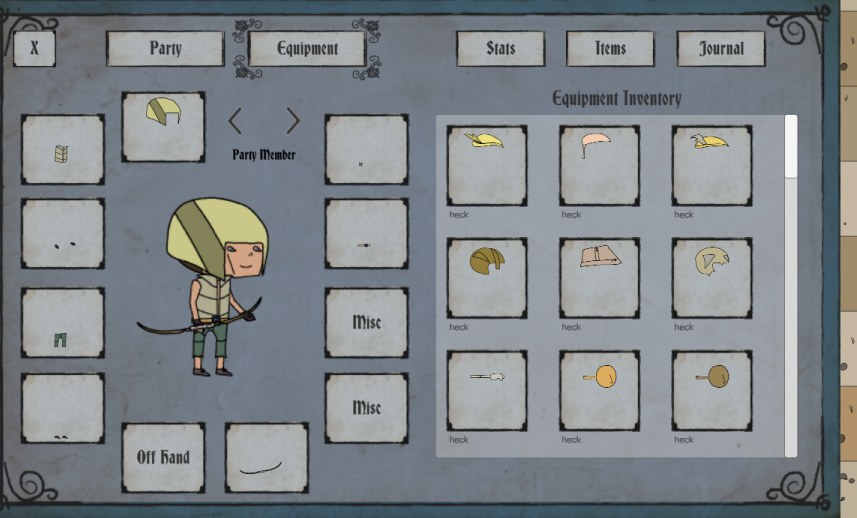 X
Party
Equipment
Stats
Items
Journal
Equipment Inventory
Party Member
heck
heck
heck
heck
heck
heck
Misc
Misc
heck
heck
heck
Off Hand